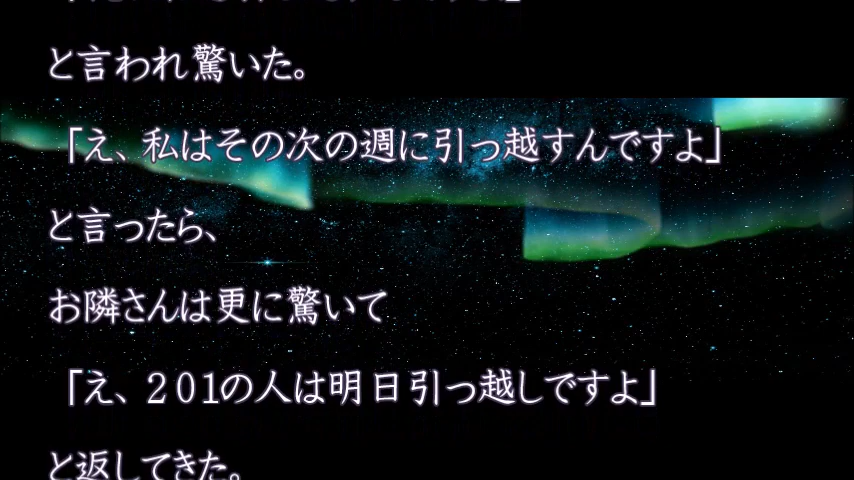 と言われ驚いた。
「え、私はその次の週に引っ越すんですよ」
と言ったら、
お隣さんは更に驚いて
「え、２０１の人は明日引っ越しですよ」
と返してきた。